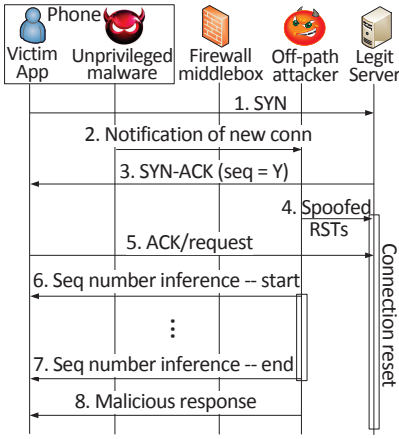 Phone
Victim App
Unprivileged malware
Firewall middlebox
Off-path attacker
Legit Server
1. SYN
2. Notification of new conn
3. SYN-ACK (seq = Y)
4. Spoofed
RSTs
5. ACK/request
6. Seq number inference -- start
7. Seq number inference -- end
8. Malicious response
Connection reset